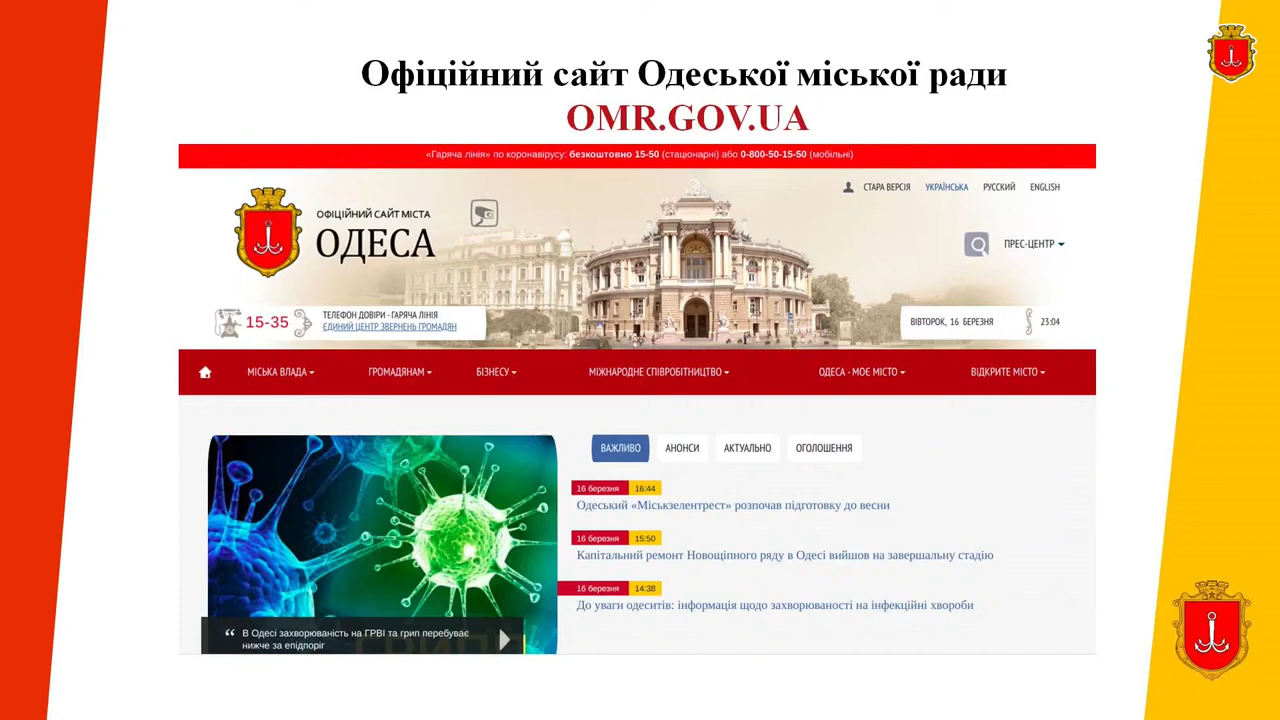 Офіційний сайт Одеської міської ради
OMR.GOV.UA
«Гаряча лінія» по коронавірусу: безкоштовно 15-50 (стаціонарні) або 0-800-50-15-50 (мобільні)
СТАРА ВЕРСІЯ УКРАЇНСЬКА РУССКИЙ ENGLISH
ОФІЦІЙНИЙ САЙТ МІСТА
ОДЕСА
ПРЕС-ЦЕНТР
15-35
ТЕЛЕФОН ДОВІРИ - ГАРЯЧА ЛІНІЯ
ЄДИНИЙ ЦЕНТР ЗВЕРНЕНЬ ГРОМАДЯН
ВІВТОРОК, 16 БЕРЕЗНЯ 23:04
МІСЬКА ВЛАДА ГРОМАДЯНАМ БІЗНЕСУ МІЖНАРОДНЕ СПІВРОБІТНИЦТВО ОДЕСА - МОЄ МІСТО ВІДКРИТЕ МІСТО
ВАЖЛИВО АНОНСИ АКТУАЛЬНО ОГОЛОШЕННЯ
16 березня 16:44
Одеський «Міськзелентрест» розпочав підготовку до весни
16 березня 15:50
Капітальний ремонт Новощіпного ряду в Одесі вийшов на завершальну стадію
16 березня 14:38
До уваги одеситів: інформація щодо захворюваності на інфекційні хвороби
“ В Одесі захворюваність на ГРВІ та грип перебуває
нижче за епідпоріг